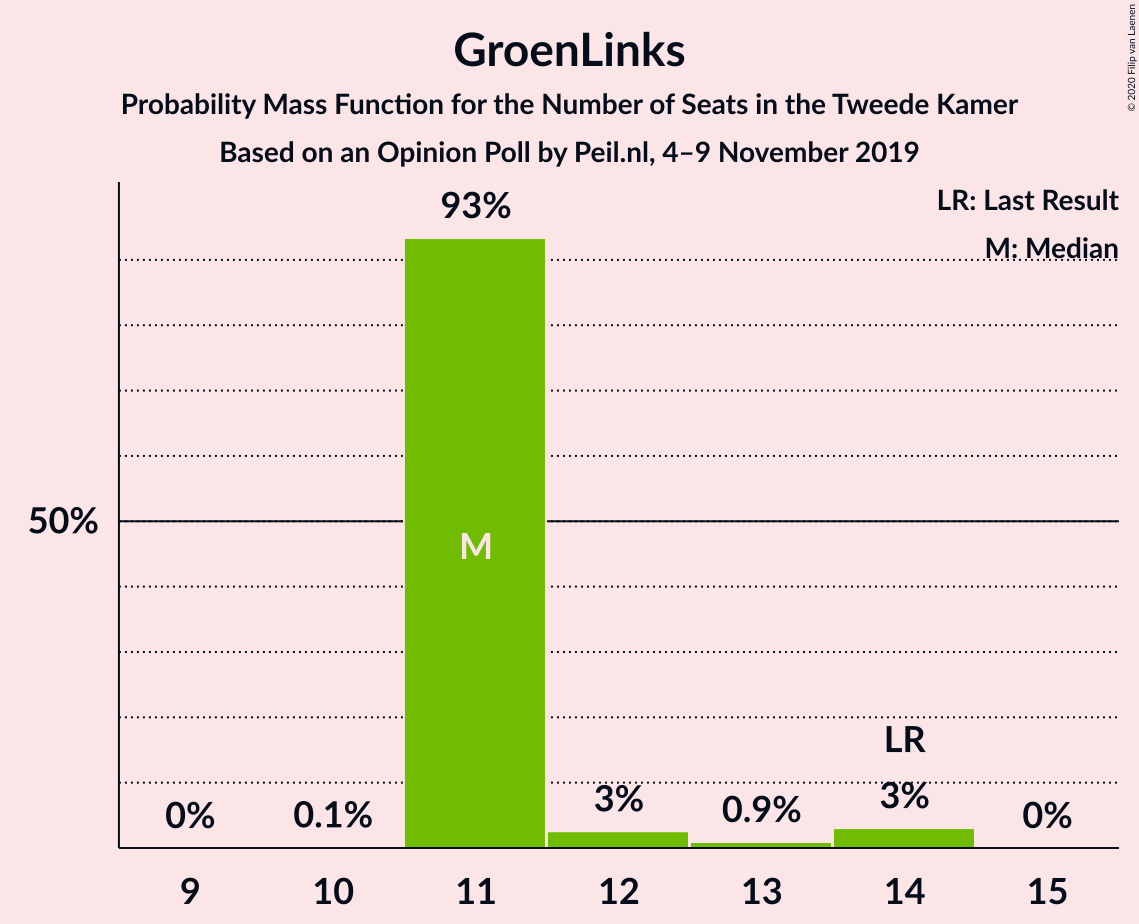 GroenLinks
Probability Mass Function for the Number of Seats in the Tweede Kamer
Based on an Opinion Poll by Peil.nl, 4–9 November 2019
© 2020 Filip van Laenen
LR: Last Result
M: Median
93%
50%
M
LR
0%
0.1%
3%
0.9%
3%
0%
9
10
11
12
13
14
15